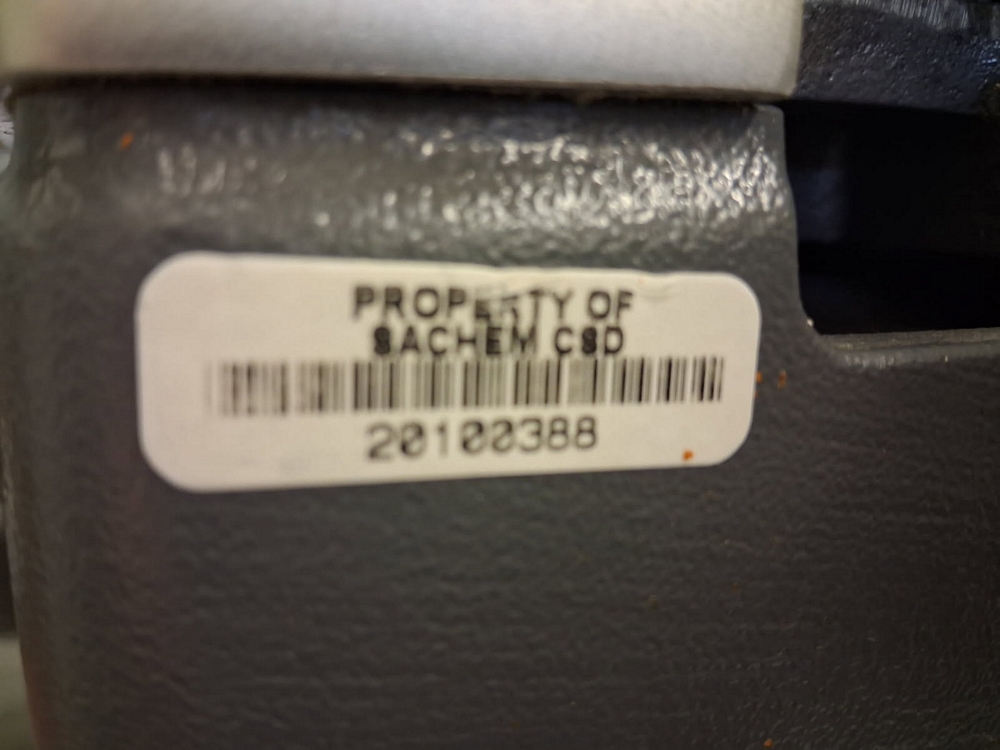 PROPERTY OF
SACHEM CSD
20100388